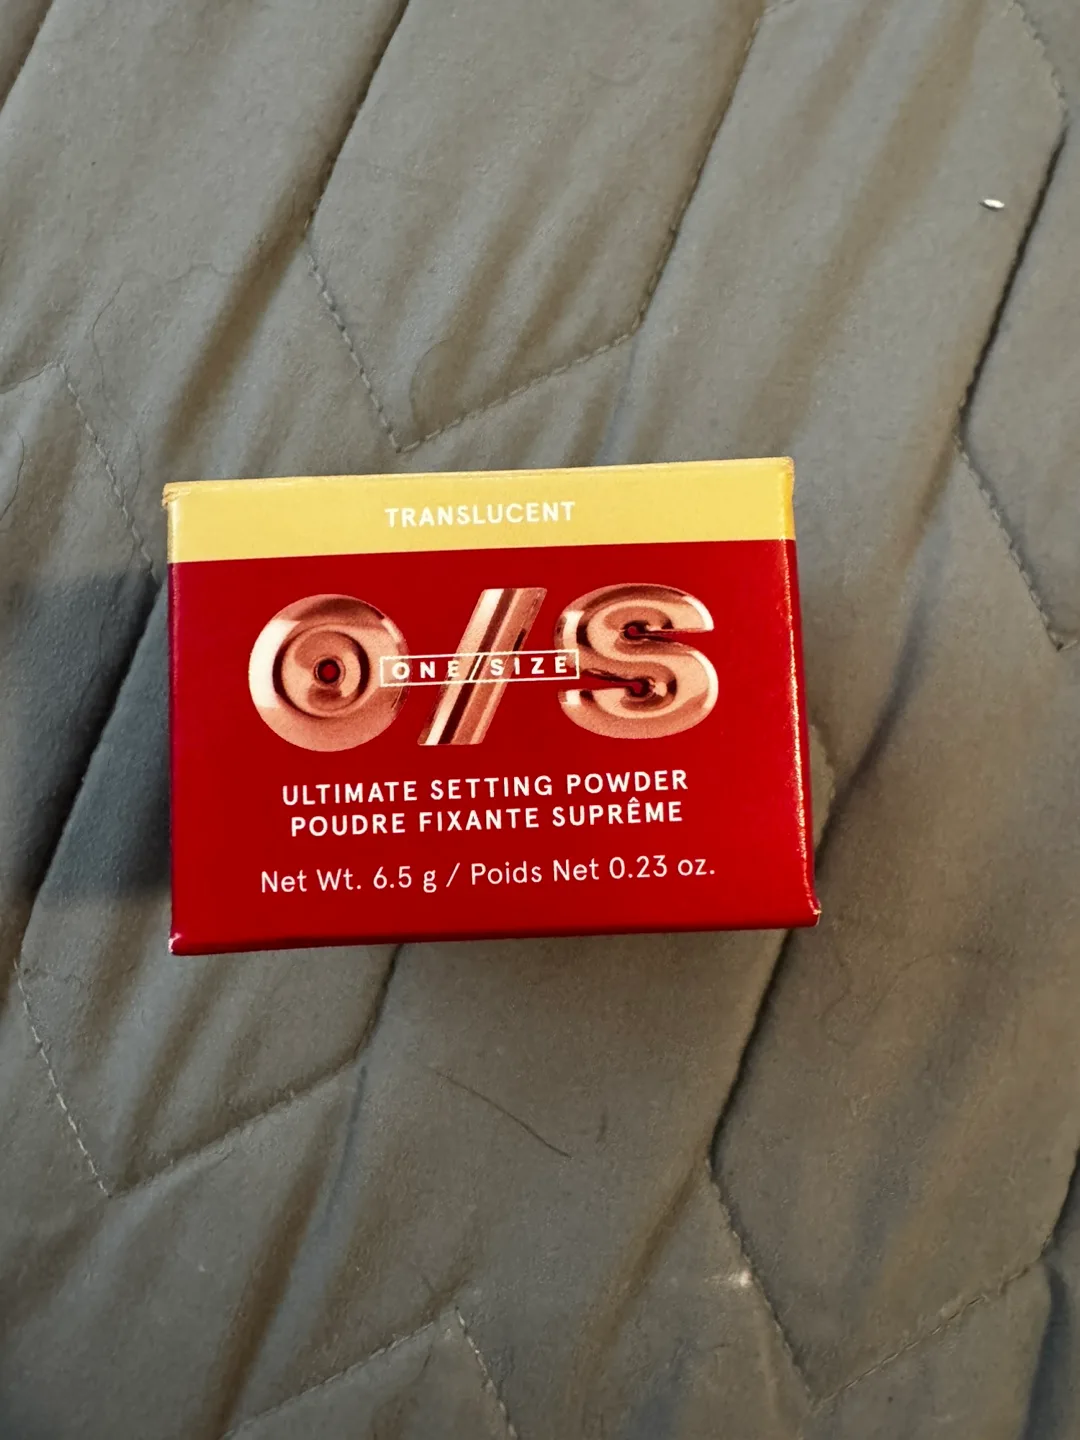 TRANSLUCENT
O/S
ONE/SIZE
ULTIMATE SETTING POWDER
POUDRE FIXANTE SUPRÊME
Net Wt. 6.5 g / Poids Net 0.23 oz.